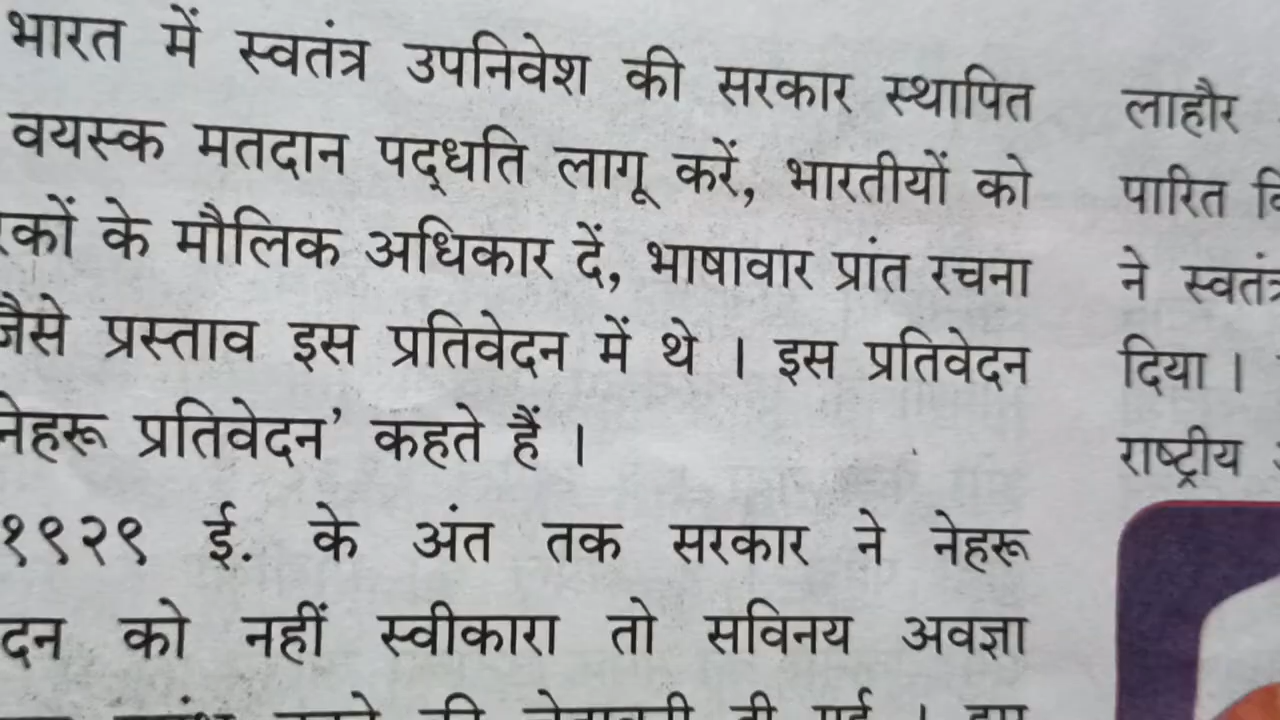 भारत में स्वतंत्र उपनिवेश की सरकार स्थापित
वयस्क मतदान पद्धति लागू करें, भारतीयों को
के मौलिक अधिकार दें, भाषावार प्रांत रचना
जैसे प्रस्ताव इस प्रतिवेदन में थे । इस प्रतिवेदन
नेहरू प्रतिवेदन’ कहते हैं ।
१९२९ ई. के अंत तक सरकार ने नेहरू
दन को नहीं स्वीकारा तो सविनय अवज्ञा
लाहौर
पारित
ने स्वतंत्र
दिया ।
राष्ट्रीय